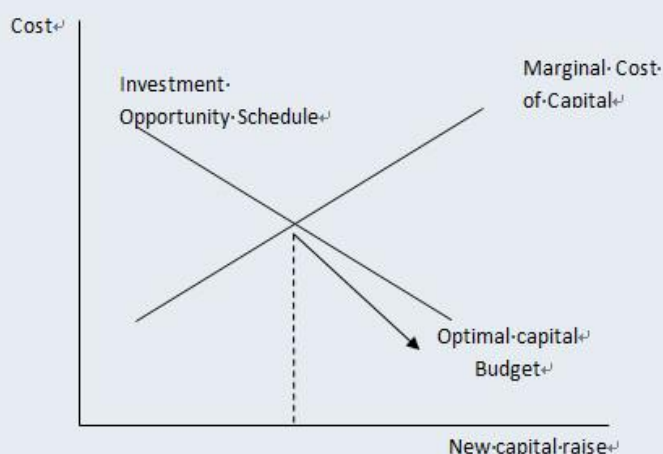 Cost
Investment
Opportunity Schedule
Marginal Cost
of Capital
Optimal capital
Budget
New capital raise